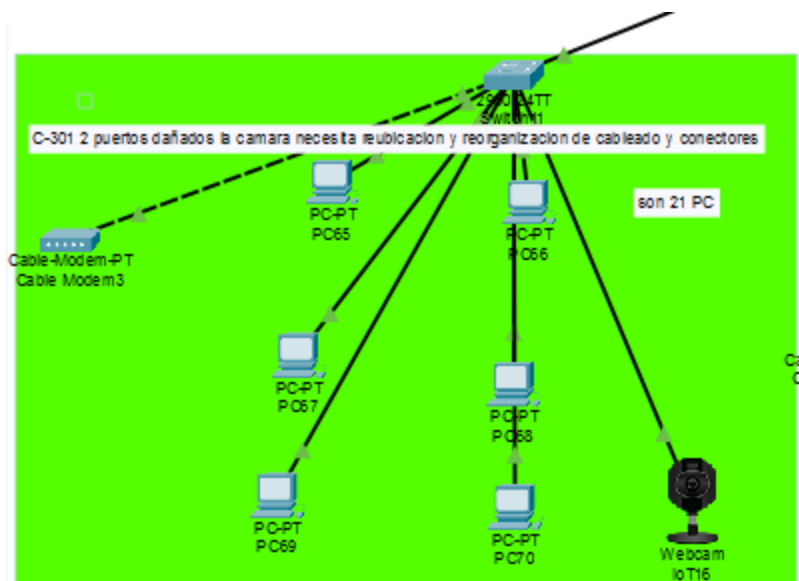 2960-24TT
Switch11
C-301 2 puertos dañados la camara necesita reubicacion y reorganizacion de cableado y conectores
PC-PT
PC65
son 21 PC
PC-PT
PC66
Cable-Modem-PT
Cable Modem3
PC-PT
PC67
PC-PT
PC68
PC-PT
PC69
PC-PT
PC70
Webcam
IoT16